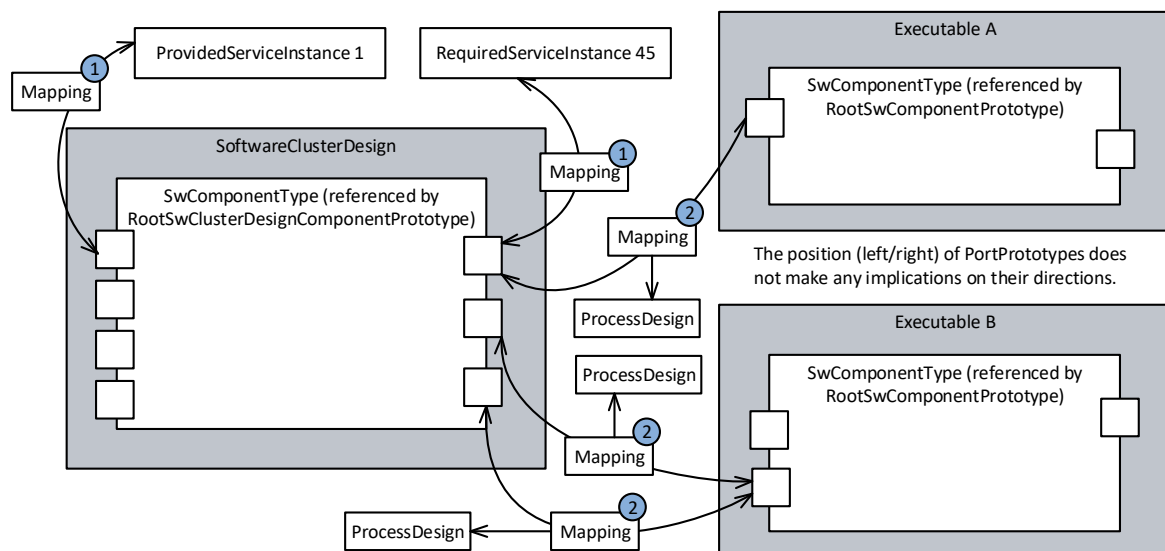 ProvidedServiceInstance 1
RequiredServiceInstance 45
Executable A
1
Mapping
SwComponentType (referenced by
RootSwComponentPrototype)
SoftwareClusterDesign
1
Mapping
SwComponentType (referenced by
RootSwClusterDesignComponentPrototype)
2
Mapping
The position (left/right) of PortPrototypes does
not make any implications on their directions.
ProcessDesign
Executable B
ProcessDesign
SwComponentType (referenced by
RootSwComponentPrototype)
2
Mapping
2
Mapping
ProcessDesign